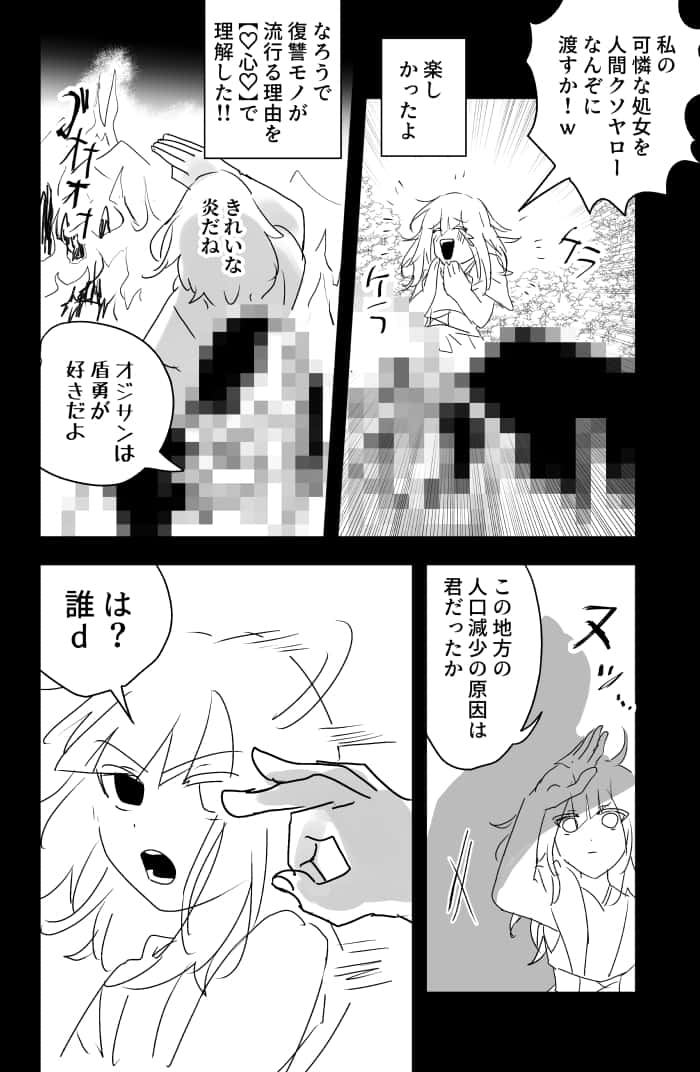 私の
可憐な処女を
人間クソヤロー
なんぞに
渡すか！w
楽し
かったよ
ケラ
ケラ
なろうで
復讐モノが
流行る理由を
【♡心♡】で
理解した!!
きれいな
炎だね
ゴオオオ
オジサンは
盾勇が
好きだよ
ヌッ
この地方の
人口減少の原因は
君だったか
は？
誰d